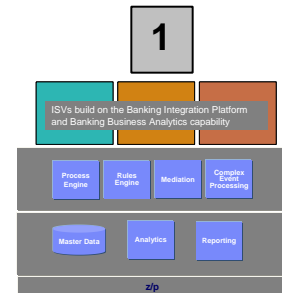 1
ISVs build on the Banking Integration Platform
and Banking Business Analytics capability
Process
Engine
Rules
Engine
Mediation
Complex
Event
Processing
Master Data
Analytics
Reporting
z/p